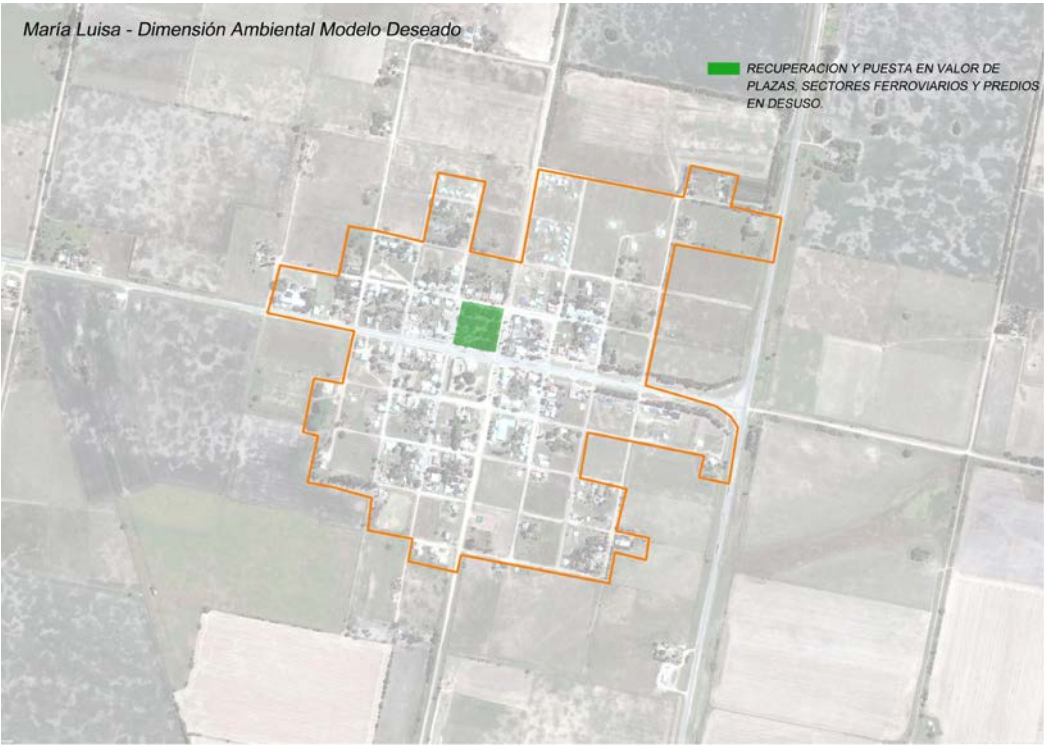 María Luisa - Dimensión Ambiental Modelo Deseado
RECUPERACION Y PUESTA EN VALOR DE
PLAZAS, SECTORES FERROVIARIOS Y PREDIOS
EN DESUSO.